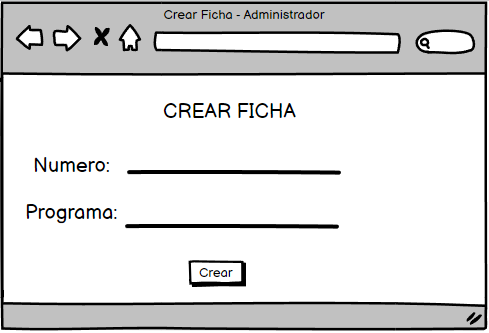 Crear Ficha - Administrador
CREAR FICHA
Numero:
Programa:
Crear